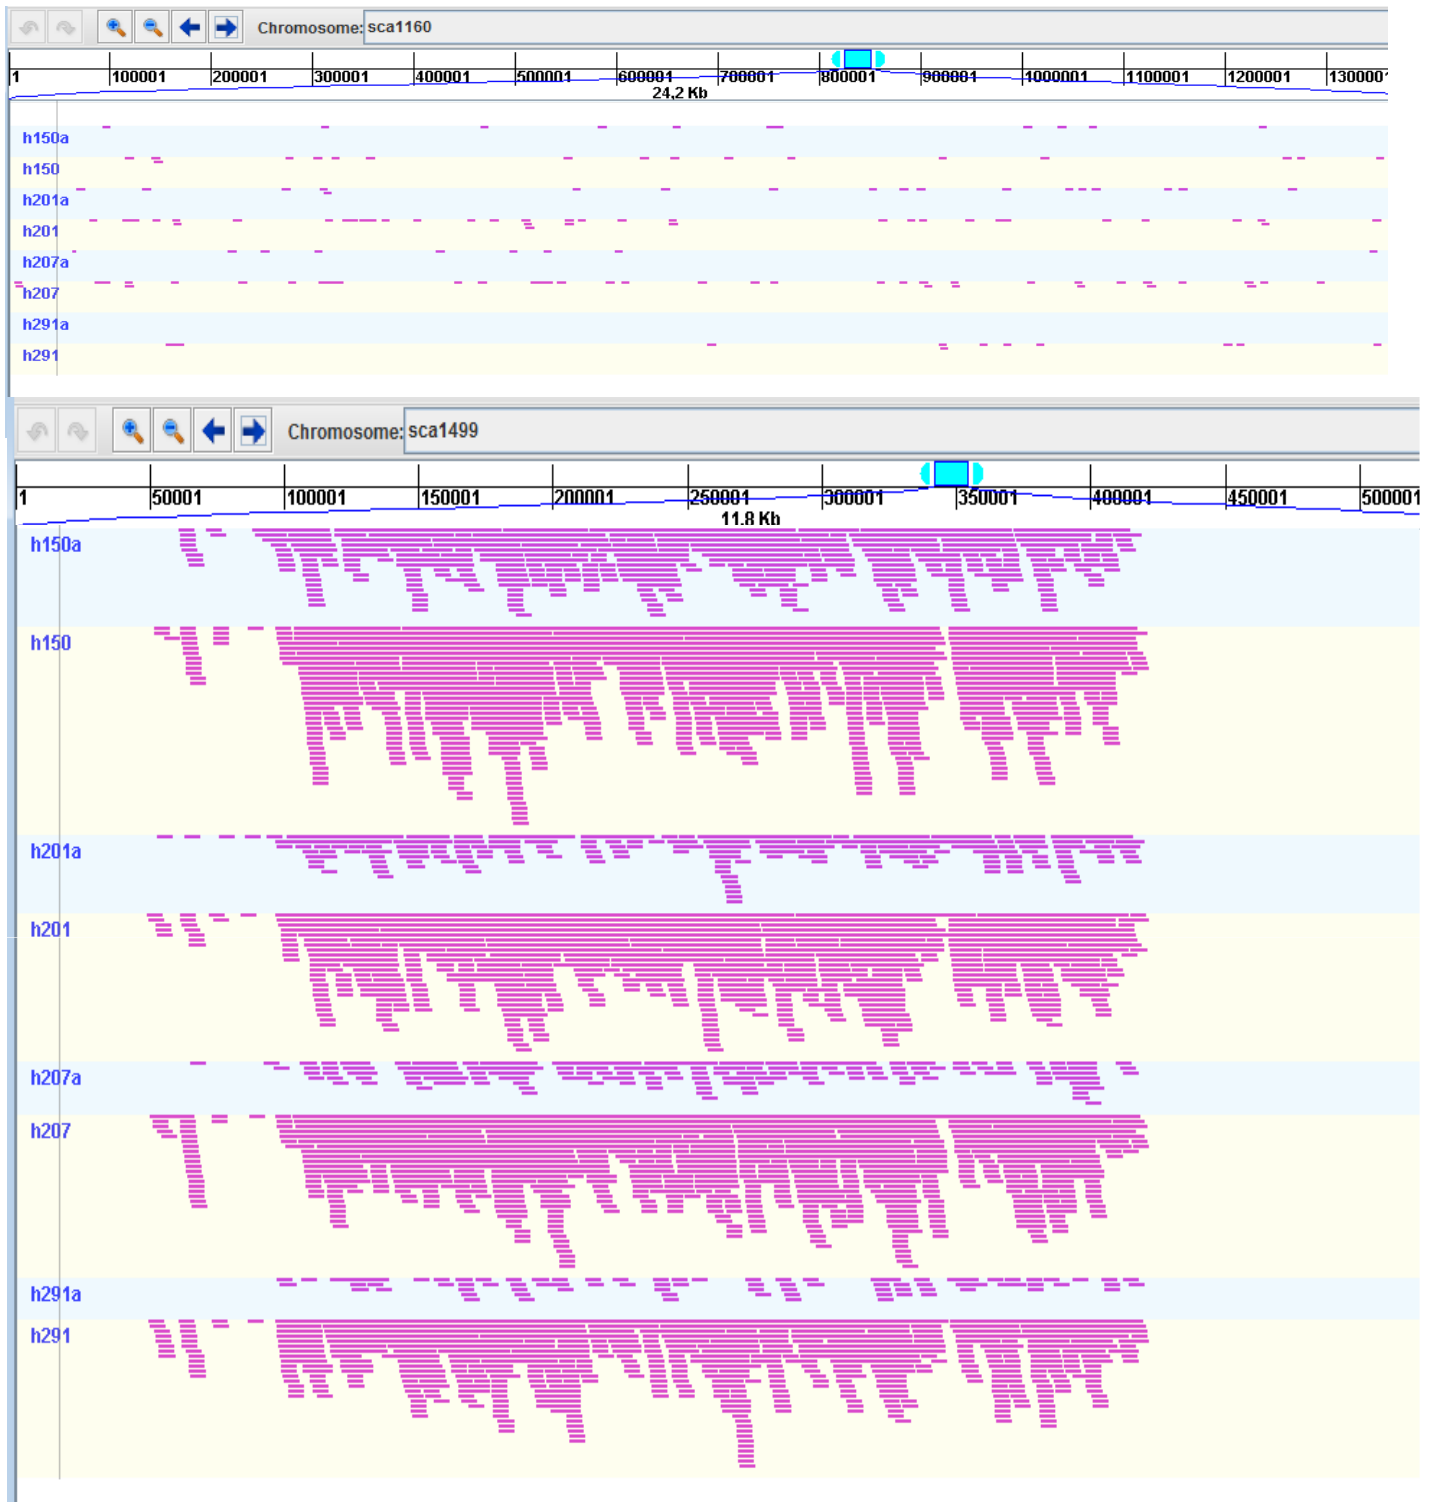 Chromosome: sca1160
1 100001 200001 300001 400001 500001 600001 700001 800001 900001 1000001 1100001 1200001 1300001
24,2 Kb
h150a
h150
h201a
h201
h207a
h207
h291a
h291
Chromosome: sca1499
1 50001 100001 150001 200001 250001 300001 350001 400001 450001 500001
11,8 Kb
h150a
h150
h201a
h201
h207a
h207
h291a
h291